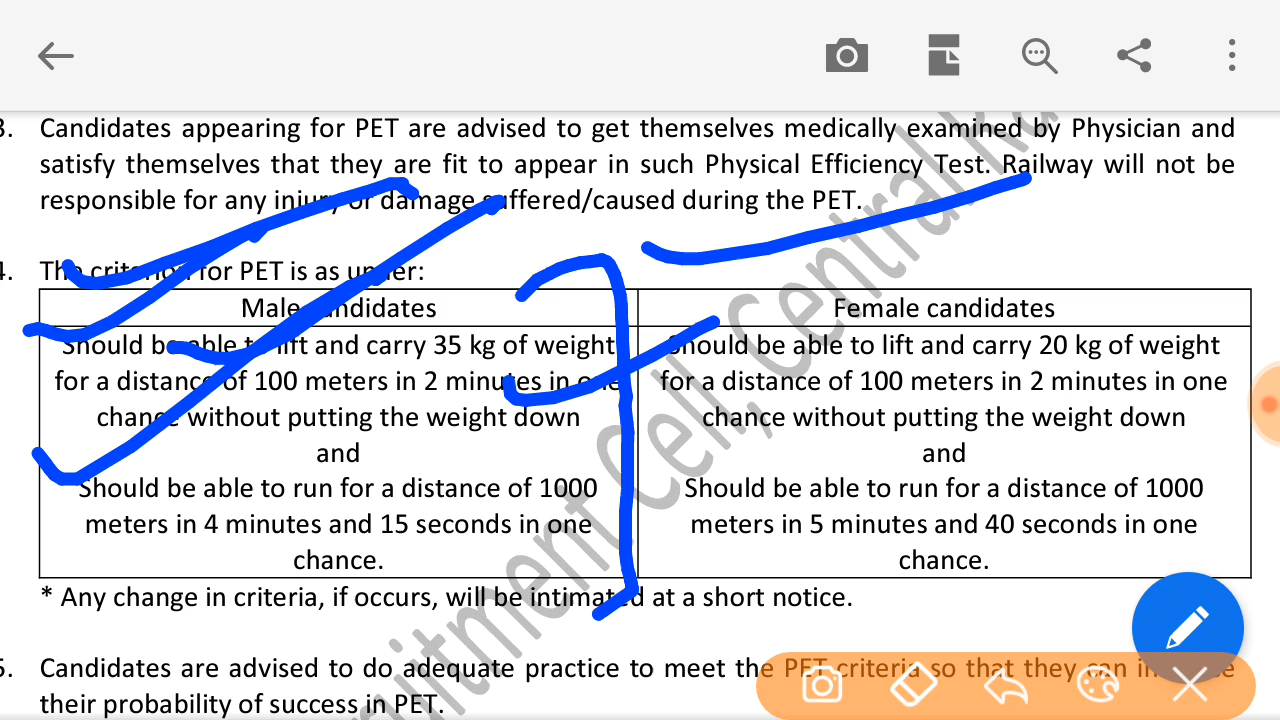 3. Candidates appearing for PET are advised to get themselves medically examined by Physician and
satisfy themselves that they are fit to appear in such Physical Efficiency Test. Railway will not be
responsible for any injury or damage suffered/caused during the PET.
4. The criterion for PET is as under:
Male candidates
Should be able to lift and carry 35 kg of weight
for a distance of 100 meters in 2 minutes in one
chance without putting the weight down
and
Should be able to run for a distance of 1000
meters in 4 minutes and 15 seconds in one
chance.
Female candidates
Should be able to lift and carry 20 kg of weight
for a distance of 100 meters in 2 minutes in one
chance without putting the weight down
and
Should be able to run for a distance of 1000
meters in 5 minutes and 40 seconds in one
chance.
* Any change in criteria, if occurs, will be intimated at a short notice.
5. Candidates are advised to do adequate practice to meet the PET criteria so that they can
their probability of success in PET.
Cell, Central